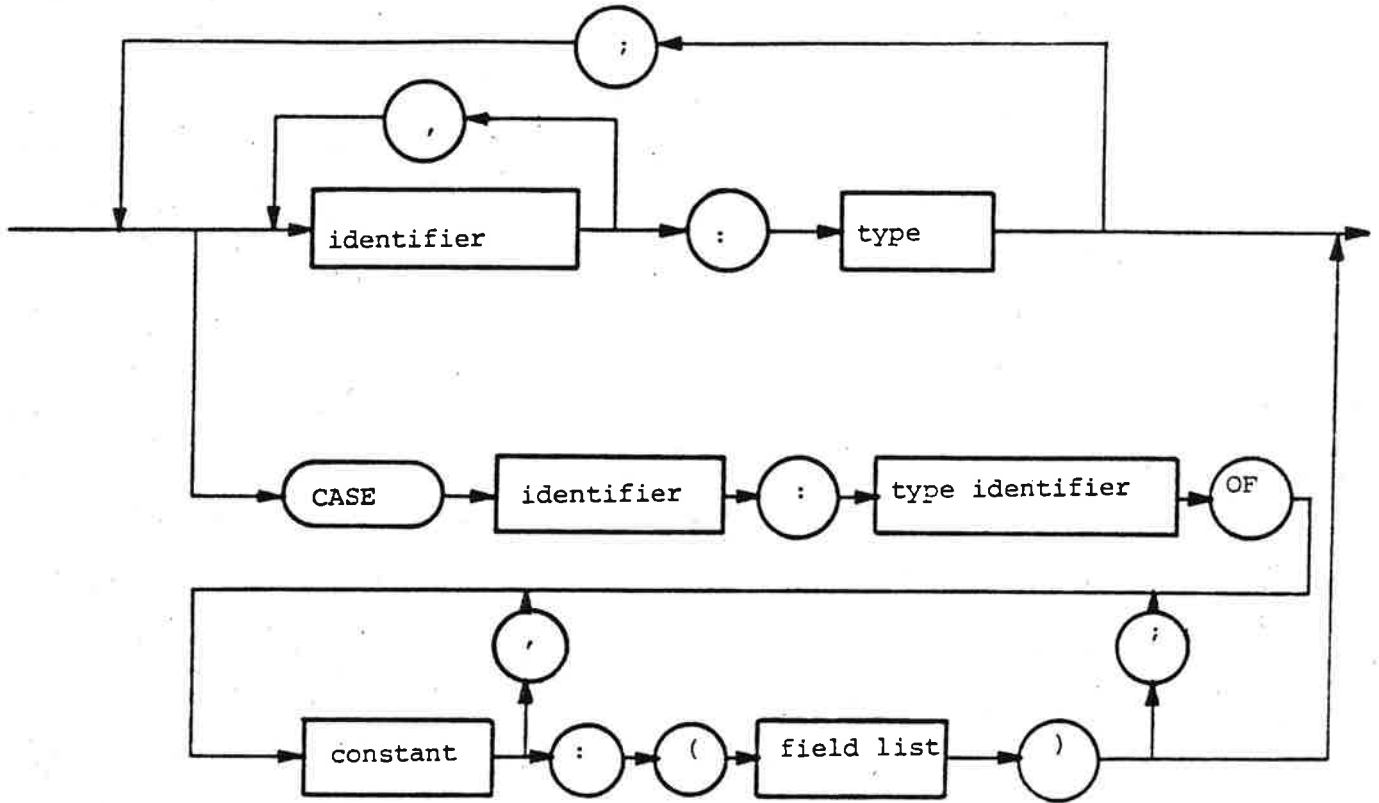 ;
,
identifier
:
type
CASE
identifier
:
type identifier
OF
,
;
constant
:
(
field list
)